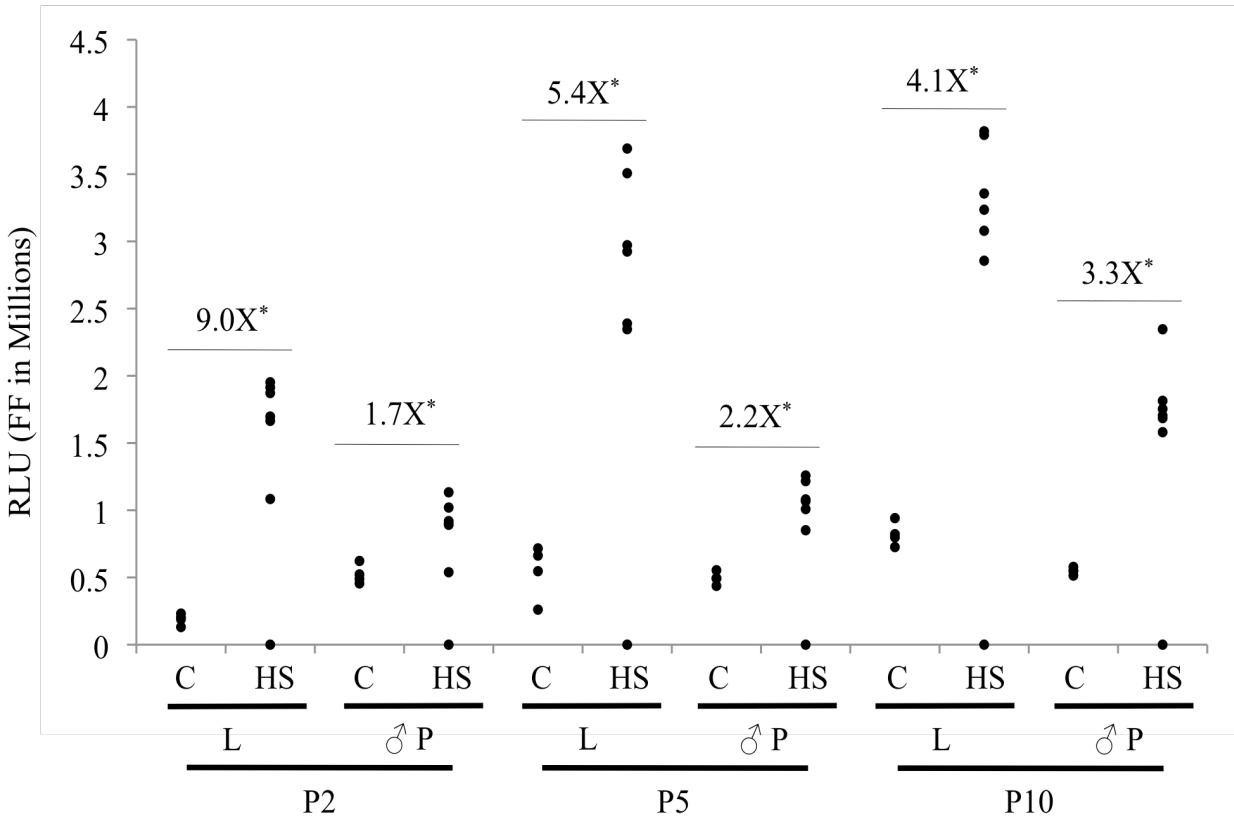 4.5
4
3.5
3
2.5
2
1.5
1
0.5
0
RLU (FF in Millions)
9.0X*
1.7X*
5.4X*
2.2X*
4.1X*
3.3X*
C HS C HS C HS C HS C HS C HS
L ♂ P L ♂ P L ♂ P
P2 P5 P10